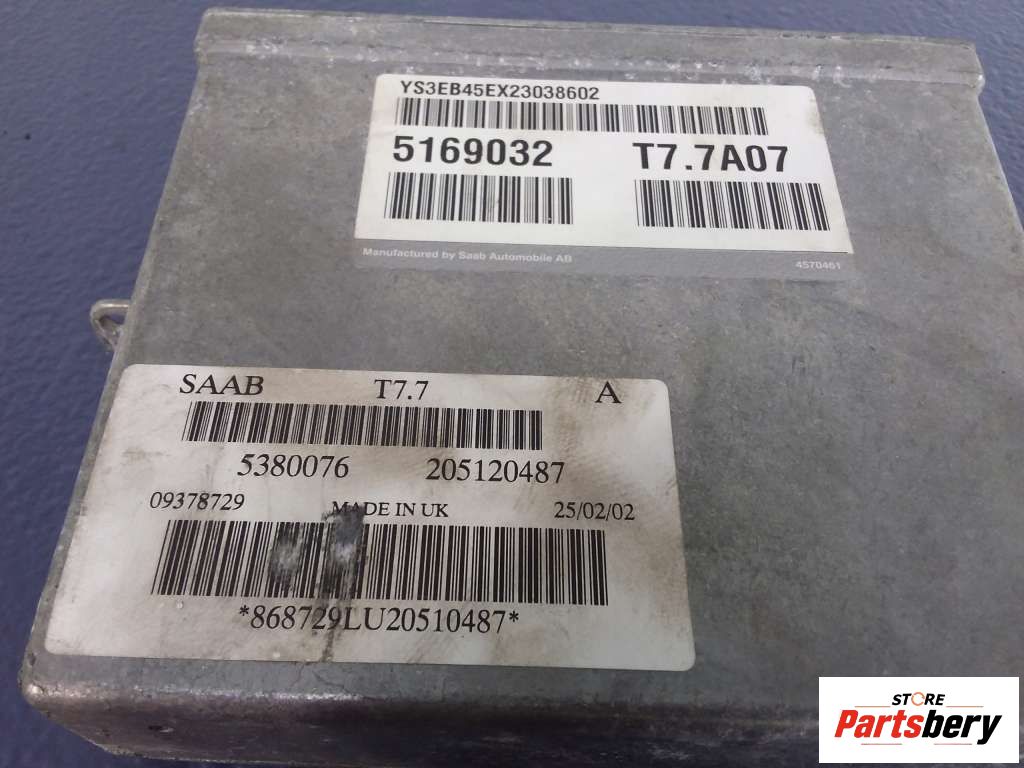 YS3EB45EX23038602
5169032 T7.7A07
Manufactured by Saab Automobile AB 4570461
SAAB T7.7 A
5380076 205120487
09378729 MADE IN UK 25/02/02
*868729LU20510487*
STORE
Partsbery